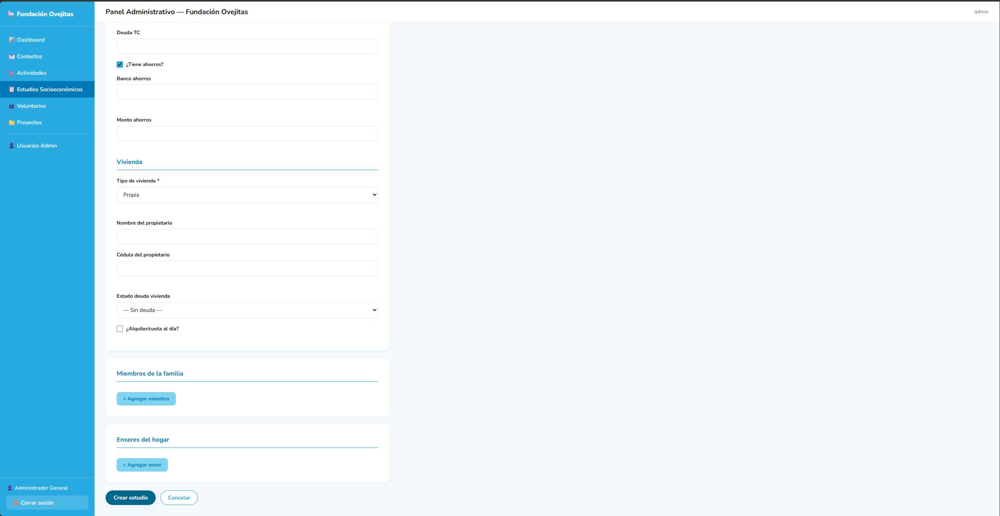 Fundación Ovejitas
Dashboard
Contactos
Actividades
Estudios Socioeconómicos
Voluntarios
Proyectos
Usuarios Admin
Administrador General
Cerrar sesión
Panel Administrativo — Fundación Ovejitas
admin
Deuda TC
¿Tiene ahorros?
Banco ahorros
Monto ahorros
Vivienda
Tipo de vivienda *
Propia
Nombre del propietario
Cédula del propietario
Estado deuda vivienda
— Sin deuda —
¿Alquiler/cuota al día?
Miembros de la familia
+ Agregar miembro
Enseres del hogar
+ Agregar enser
Crear estudio
Cancelar